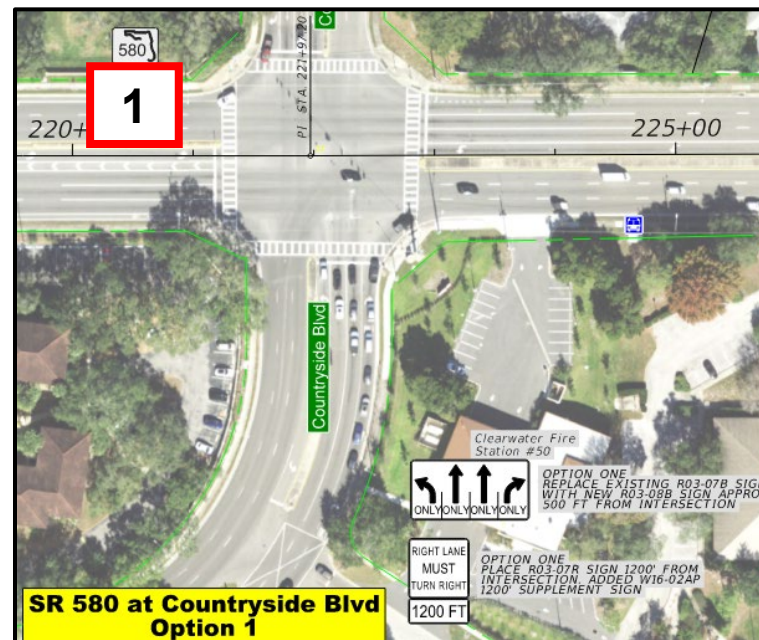 Co
580
1
PI STA. 221+97.20
220+
225+00
Countryside Blvd
Clearwater Fire
Station #50
ONLY ONLY ONLY ONLY
OPTION ONE
REPLACE EXISTING R03-07B SIG
WITH NEW R03-08B SIGN APPRO
500 FT FROM INTERSECTION
RIGHT LANE
MUST
TURN RIGHT
1200 FT
OPTION ONE
PLACE R03-07R SIGN 1200' FROM
INTERSECTION. ADDED W16-02AP
1200' SUPPLEMENT SIGN
SR 580 at Countryside Blvd
Option 1